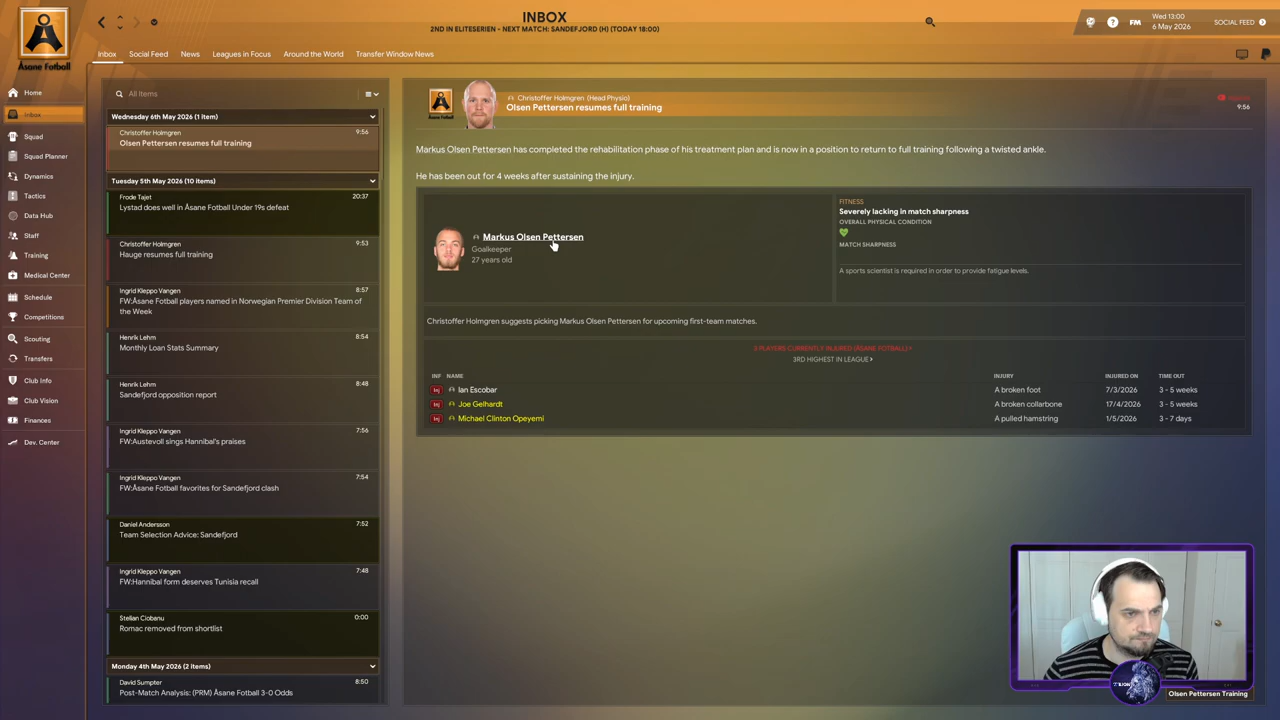 INBOX
2ND IN ELITESERIEN - NEXT MATCH: SANDEFJORD (H) (TODAY 18:00)
FM
Wed 13:00
6 May 2026
SOCIAL FEED
Åsane Fotball
Inbox
Social Feed
News
Leagues in Focus
Around the World
Transfer Window News
Home
Inbox
Squad
Squad Planner
Dynamics
Tactics
Data Hub
Staff
Training
Medical Center
Schedule
Competitions
Scouting
Transfers
Club Info
Club Vision
Finances
Dev. Center
All Items
Wednesday 6th May 2026 (1 item)
Christoffer Holmgren 9:56
Olsen Pettersen resumes full training
Tuesday 5th May 2026 (10 items)
Frode Tajet 20:37
Lystad does well in Åsane Fotball Under 19s defeat
Christoffer Holmgren 9:53
Hauge resumes full training
Ingrid Kleppo Vangen 8:57
FW:Åsane Fotball players named in Norwegian Premier Division Team of
the Week
Henrik Lehm 8:54
Monthly Loan Stats Summary
Henrik Lehm 8:48
Sandefjord opposition report
Ingrid Kleppo Vangen 7:56
FW:Austevoll sings Hannibal's praises
Ingrid Kleppo Vangen 7:54
FW:Åsane Fotball favorites for Sandefjord clash
Daniel Andersson 7:52
Team Selection Advice: Sandefjord
Ingrid Kleppo Vangen 7:48
FW:Hannibal form deserves Tunisia recall
Stelian Ciobanu 0:00
Romac removed from shortlist
Monday 4th May 2026 (2 items)
David Sumpter 8:50
Post-Match Analysis: (PRM) Åsane Fotball 3-0 Odds
Christoffer Holmgren (Head Physio)
Olsen Pettersen resumes full training
9:56
Markus Olsen Pettersen has completed the rehabilitation phase of his treatment plan and is now in a position to return to full training following a twisted ankle.
He has been out for 4 weeks after sustaining the injury.
Markus Olsen Pettersen
Goalkeeper
27 years old
FITNESS
Severely lacking in match sharpness
OVERALL PHYSICAL CONDITION
MATCH SHARPNESS
A sports scientist is required in order to provide fatigue levels.
Christoffer Holmgren suggests picking Markus Olsen Pettersen for upcoming first-team matches.
3 PLAYERS CURRENTLY INJURED (ÅSANE FOTBALL) >
3RD HIGHEST IN LEAGUE >
INF NAME INJURY INJURED ON TIME OUT
Inj Ian Escobar A broken foot 7/3/2026 3 - 5 weeks
Inj Joe Gelhardt A broken collarbone 17/4/2026 3 - 5 weeks
Inj Michael Clinton Opeyemi A pulled hamstring 1/5/2026 3 - 7 days
Olsen Pettersen Training